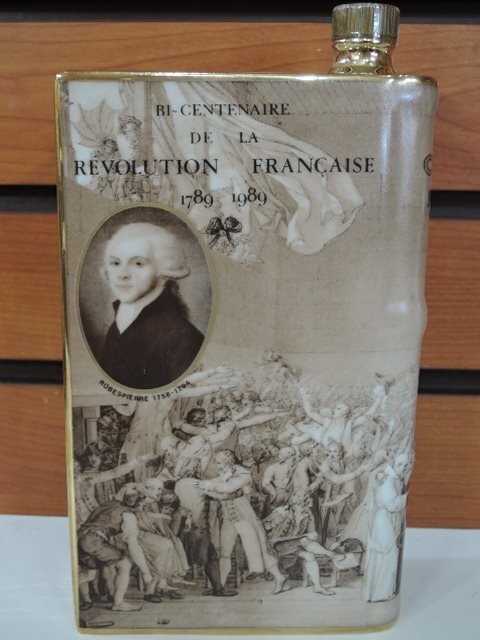 BI-CENTENAIRE
DE LA
RÉVOLUTION FRANÇAISE
1789 1989
ROBESPIERRE 1758-1794